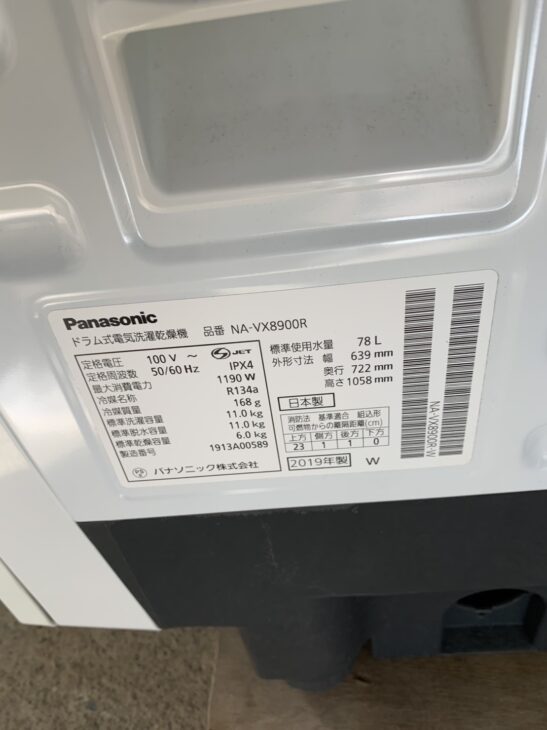 Panasonic
ドラム式電気洗濯乾燥機 品番 NA-VX8900R
定格電圧 100 V ~
定格周波数 50/60 Hz
JET
IPX4
最大消費電力 1190 W
冷媒名称 R134a
冷媒質量 168 g
標準洗濯容量 11.0 kg
標準脱水容量 11.0 kg
標準乾燥容量 6.0 kg
製造番号 1913A00589
パナソニック株式会社
標準使用水量 78 L
外形寸法 幅 639 mm
奥行 722 mm
高さ 1058 mm
日本製
消防法 基準適合 組込形
可燃物からの離隔距離(cm)
上方 側方 後方 下方
23 1 1 0
2019年製 W
NA-VX8900R-W